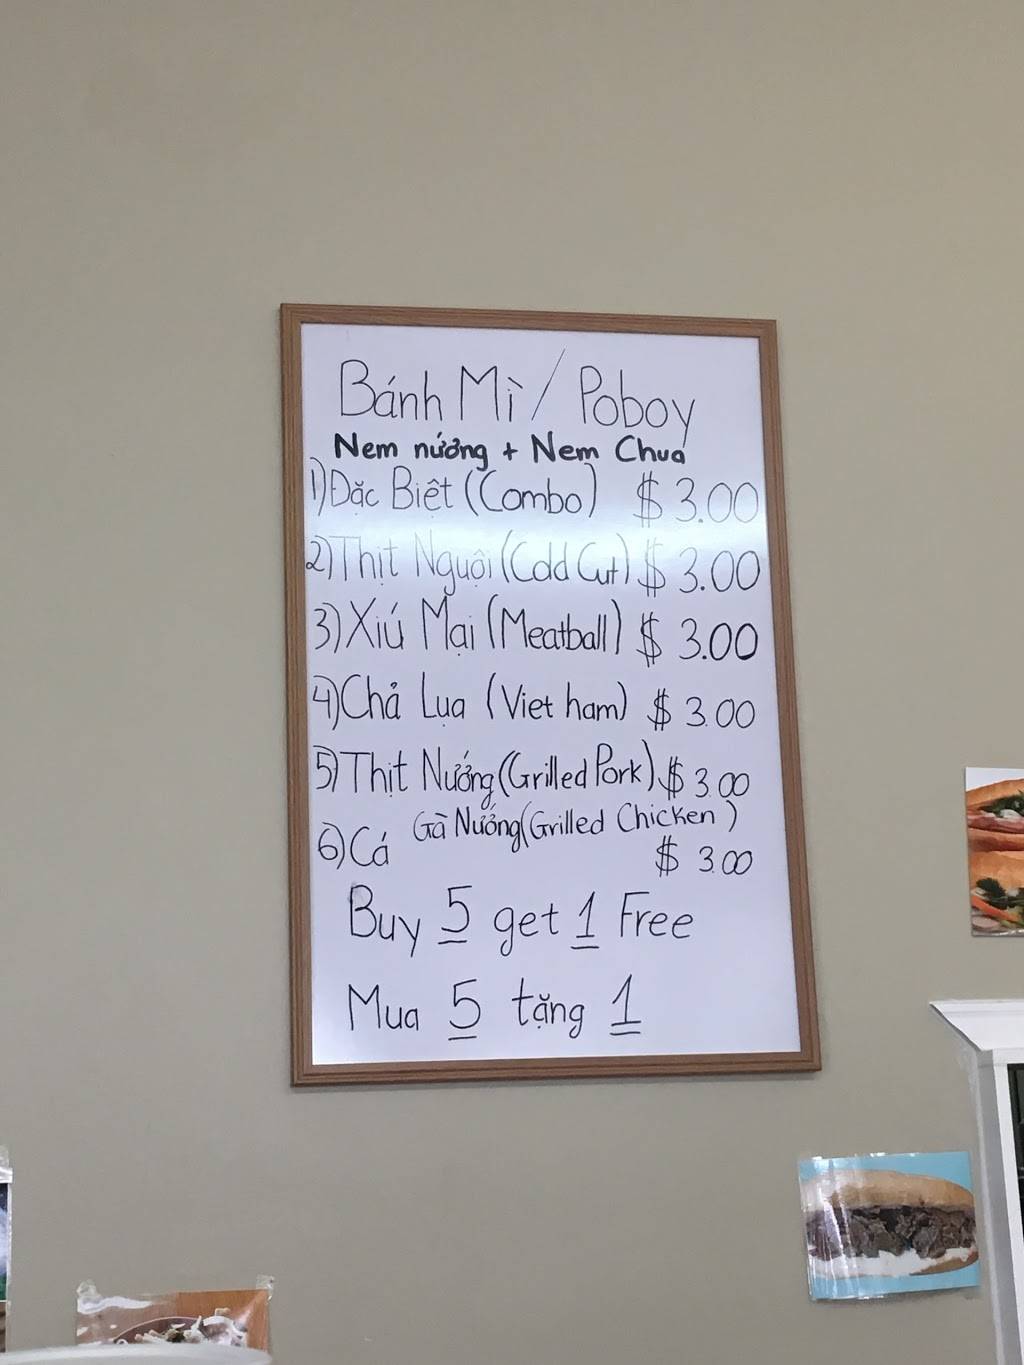 Bánh Mì / Poboy
Nem nướng + Nem Chua
1) Đặc Biệt (Combo) $ 3.00
2) Thịt Nguội (Cold Cut) $ 3.00
3) Xiú Mại (Meatball) $ 3.00
4) Chả Lụa (Viet ham) $ 3.00
5) Thịt Nướng (Grilled Pork) $ 3.00
Gà Nướng (Grilled Chicken)
6) Cá $ 3.00
Buy 5 get 1 Free
Mua 5 tặng 1